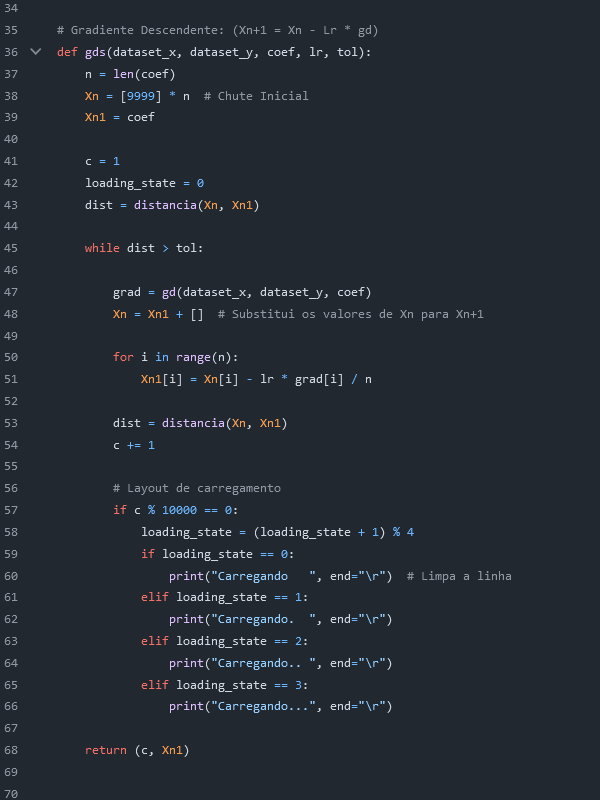 34
35 # Gradiente Descendente: (Xn+1 = Xn - Lr * gd)
36 def gds(dataset_x, dataset_y, coef, lr, tol):
37 n = len(coef)
38 Xn = [9999] * n  # Chute Inicial
39 Xn1 = coef
40
41 c = 1
42 loading_state = 0
43 dist = distancia(Xn, Xn1)
44
45 while dist > tol:
46
47 grad = gd(dataset_x, dataset_y, coef)
48 Xn = Xn1 + []  # Substitui os valores de Xn para Xn+1
49
50 for i in range(n):
51 Xn1[i] = Xn[i] - lr * grad[i] / n
52
53 dist = distancia(Xn, Xn1)
54 c += 1
55
56 # Layout de carregamento
57 if c % 10000 == 0:
58 loading_state = (loading_state + 1) % 4
59 if loading_state == 0:
60 print("Carregando   ", end="\r")  # Limpa a linha
61 elif loading_state == 1:
62 print("Carregando.  ", end="\r")
63 elif loading_state == 2:
64 print("Carregando.. ", end="\r")
65 elif loading_state == 3:
66 print("Carregando...", end="\r")
67
68 return (c, Xn1)
69
70